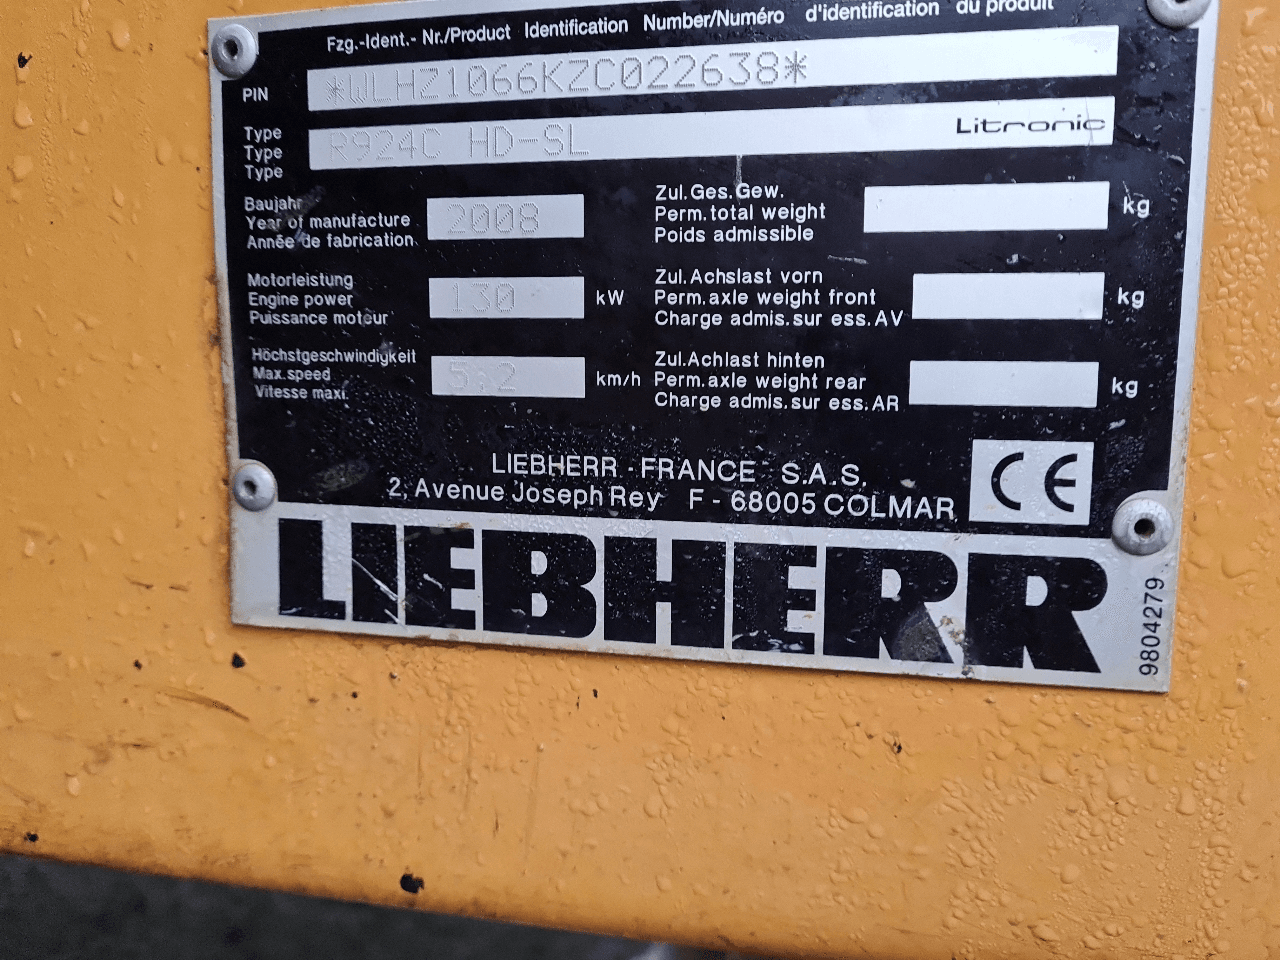 Fzg.-Ident.- Nr./Product Identification Number/Numéro d'identification du produit
PIN *WLHZ1066KZC022638*
Type
Type R924C HD-SL Litronic
Type
Baujahr
Year of manufacture 2008
Année de fabrication
Zul.Ges.Gew.
Perm.total weight kg
Poids admissible
Motorleistung
Engine power 130 kW
Puissance moteur
Zul.Achslast vorn
Perm.axle weight front kg
Charge admis.sur ess.AV
Höchstgeschwindigkeit
Max.speed 5,2 km/h
Vitesse maxi.
Zul.Achlast hinten
Perm.axle weight rear kg
Charge admis.sur ess.AR
LIEBHERR - FRANCE S.A.S.
2, Avenue Joseph Rey F - 68005 COLMAR
CE
LIEBHERR
9804279